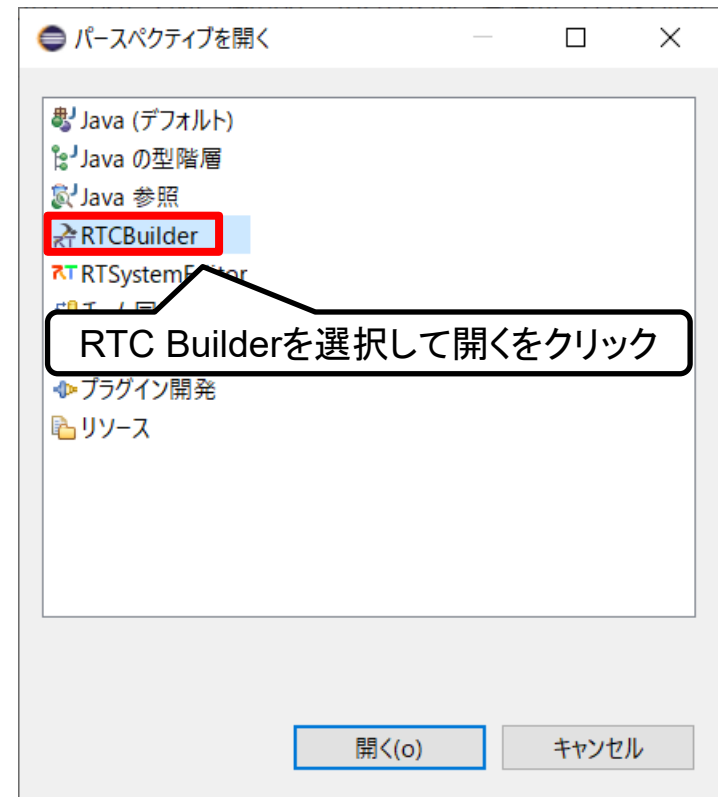 パースペクティブを開く
Java (デフォルト)
Java の型階層
Java 参照
RTCBuilder
RTSystemEditor
RTC Builderを選択して開くをクリック
プラグイン開発
リソース
開く(o)
キャンセル